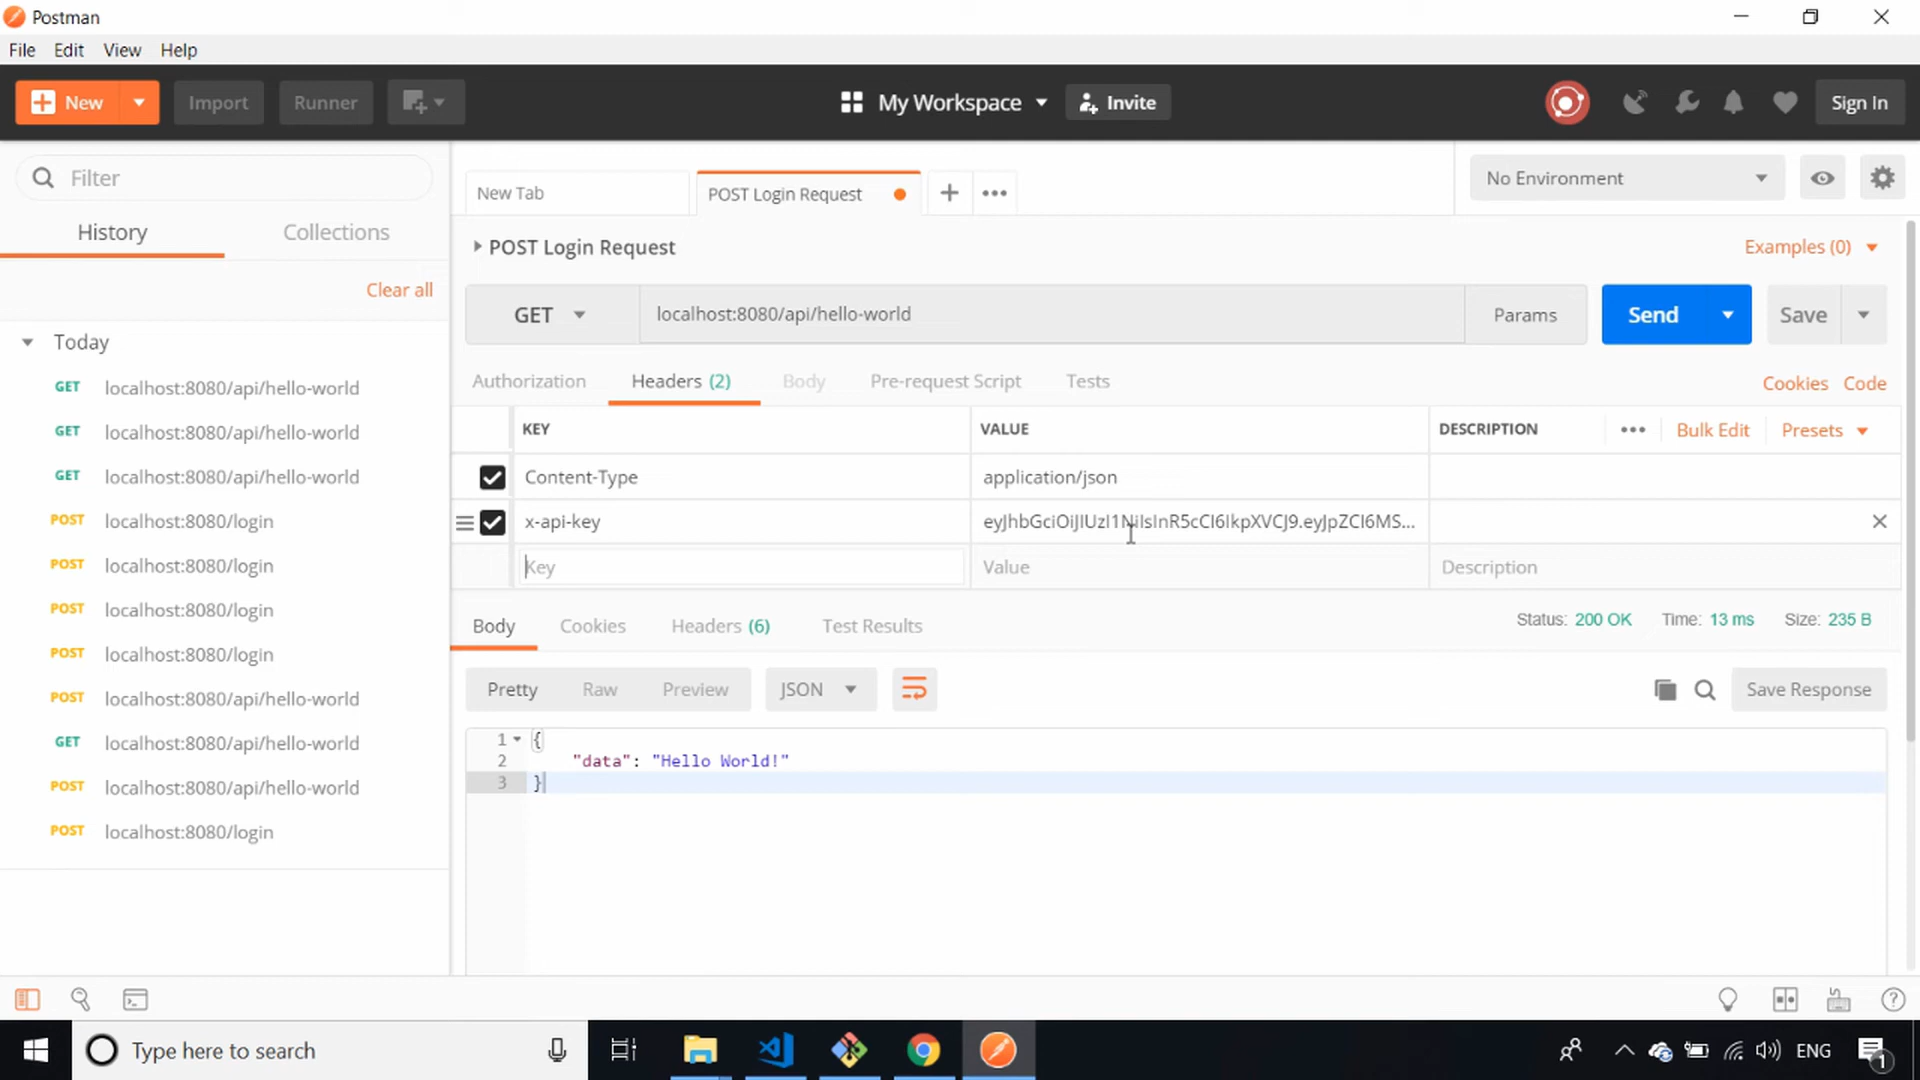 Postman
File Edit View Help
New Import Runner My Workspace Invite Sign In
Filter
History Collections
Clear all
Today
GET localhost:8080/api/hello-world
GET localhost:8080/api/hello-world
GET localhost:8080/api/hello-world
POST localhost:8080/login
POST localhost:8080/login
POST localhost:8080/login
POST localhost:8080/login
POST localhost:8080/api/hello-world
GET localhost:8080/api/hello-world
POST localhost:8080/api/hello-world
POST localhost:8080/login
New Tab POST Login Request No Environment
POST Login Request Examples (0)
GET localhost:8080/api/hello-world Params Send Save
Authorization Headers (2) Body Pre-request Script Tests Cookies Code
KEY VALUE DESCRIPTION Bulk Edit Presets
Content-Type application/json
x-api-key eyJhbGciOiJIUzI1NiIsInR5cCI6IkpXVCJ9.eyJpZCI6MS...
Key Value Description
Body Cookies Headers (6) Test Results Status: 200 OK Time: 13 ms Size: 235 B
Pretty Raw Preview JSON Save Response
1 {
2 "data": "Hello World!"
3 }
Type here to search ENG 1